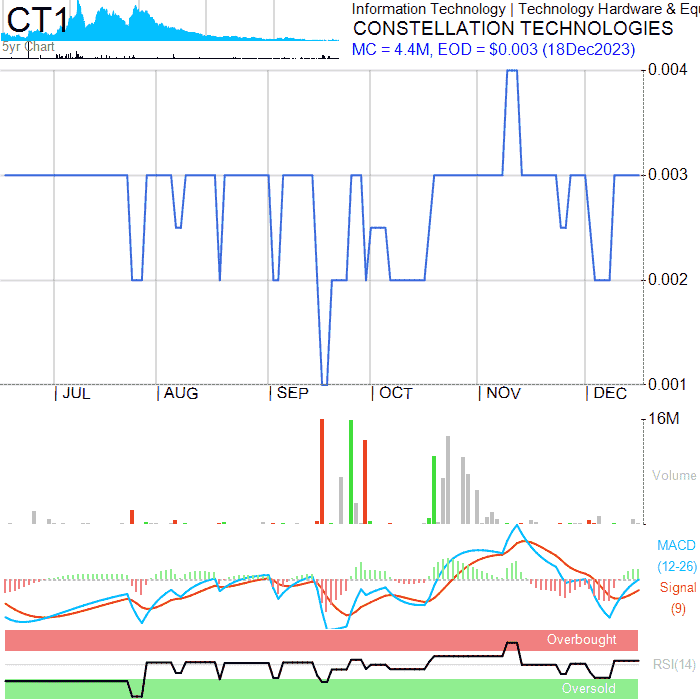 CT1
5yr Chart
Information Technology | Technology Hardware & Equ
CONSTELLATION TECHNOLOGIES
MC = 4.4M, EOD = $0.003 (18Dec2023)
0.004
0.003
0.002
0.001
JUL AUG SEP OCT NOV DEC
16M
Volume
MACD
(12-26)
Signal
(9)
Overbought
RSI(14)
Oversold